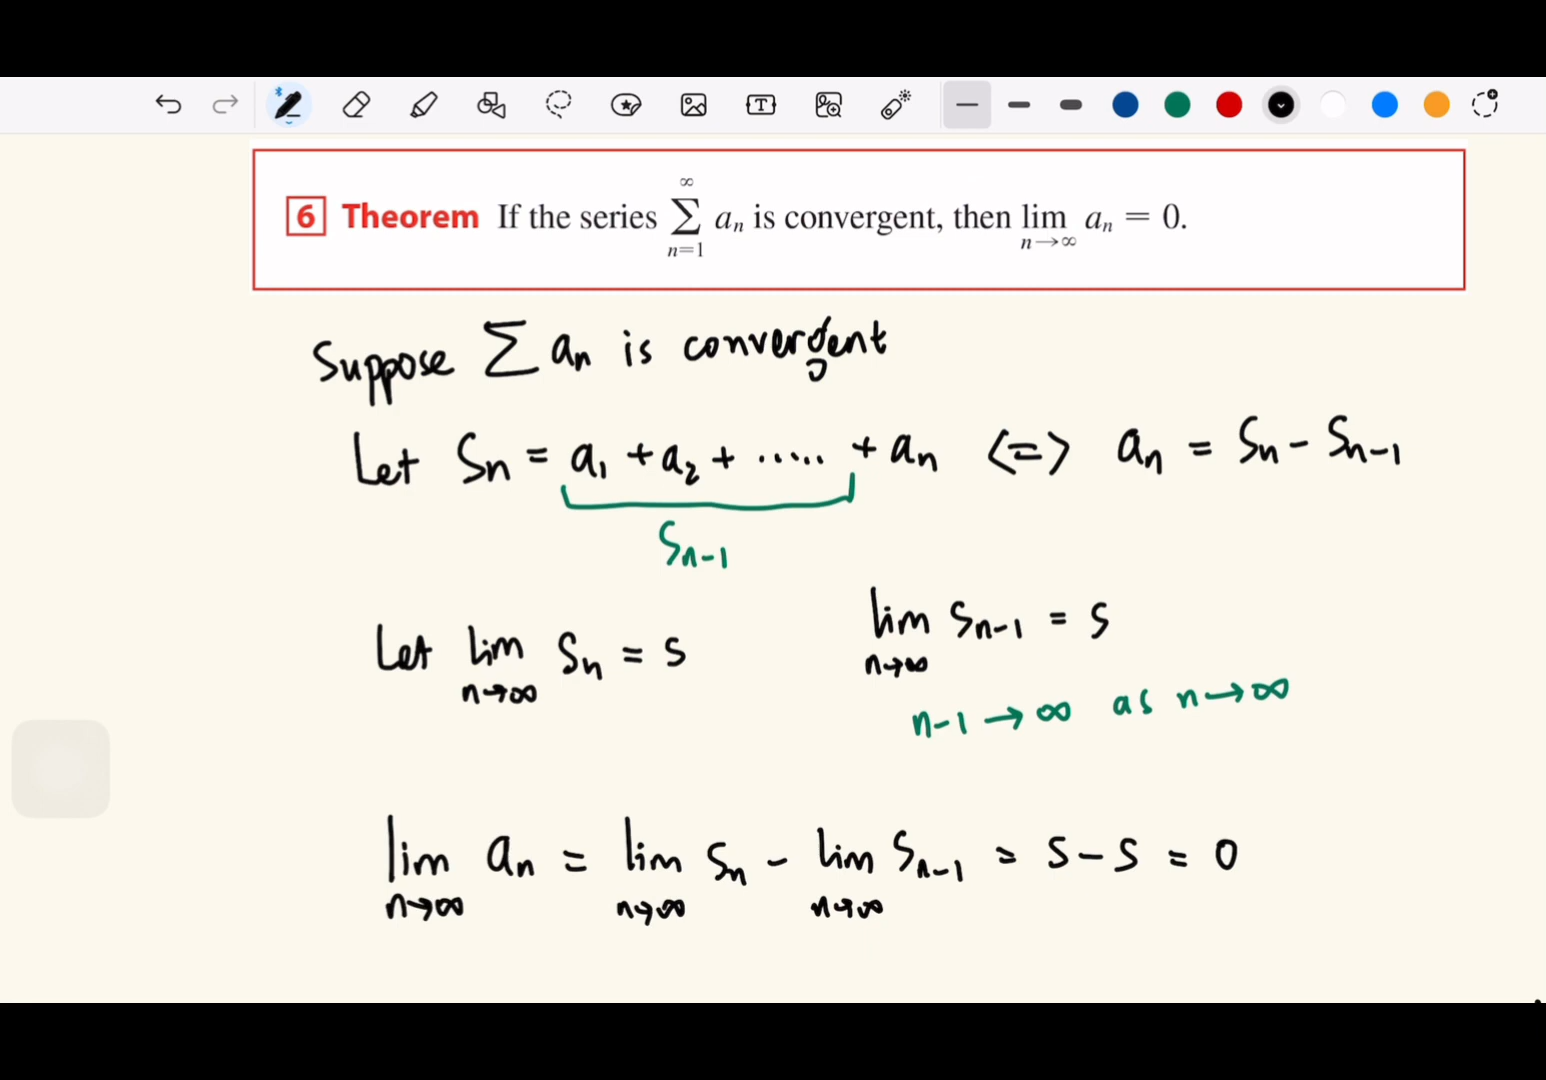 6 Theorem If the series ∑_{n=1}^{∞} a_n is convergent, then lim_{n→∞} a_n = 0.
Suppose ∑ a_n is convergent
Let S_n = a_1 + a_2 + ..... + a_n <=> a_n = S_n - S_{n-1}
S_{n-1}
Let lim_{n→∞} S_n = s
lim_{n→∞} S_{n-1} = s
n-1 → ∞ as n → ∞
lim_{n→∞} a_n = lim_{n→∞} S_n - lim_{n→∞} S_{n-1} = s - s = 0